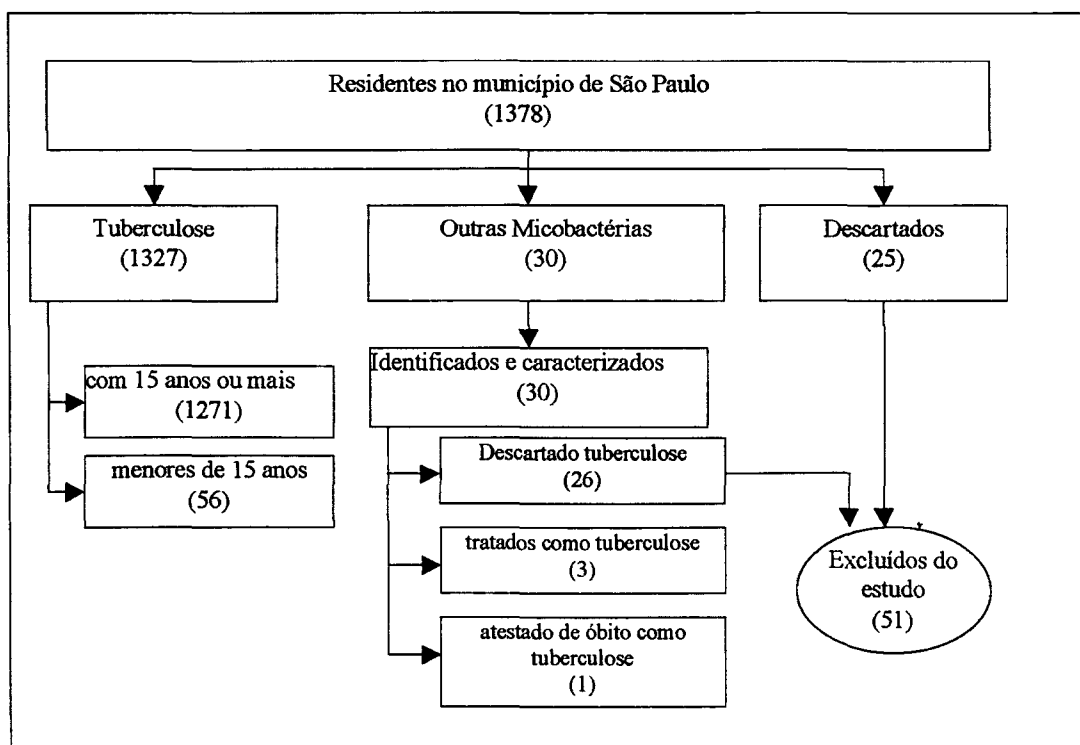 Residentes no município de São Paulo
(1378)
Tuberculose
(1327)
Outras Micobactérias
(30)
Descartados
(25)
com 15 anos ou mais
(1271)
menores de 15 anos
(56)
Identificados e caracterizados
(30)
Descartado tuberculose
(26)
tratados como tuberculose
(3)
atestado de óbito como
tuberculose
(1)
Excluídos do
estudo
(51)